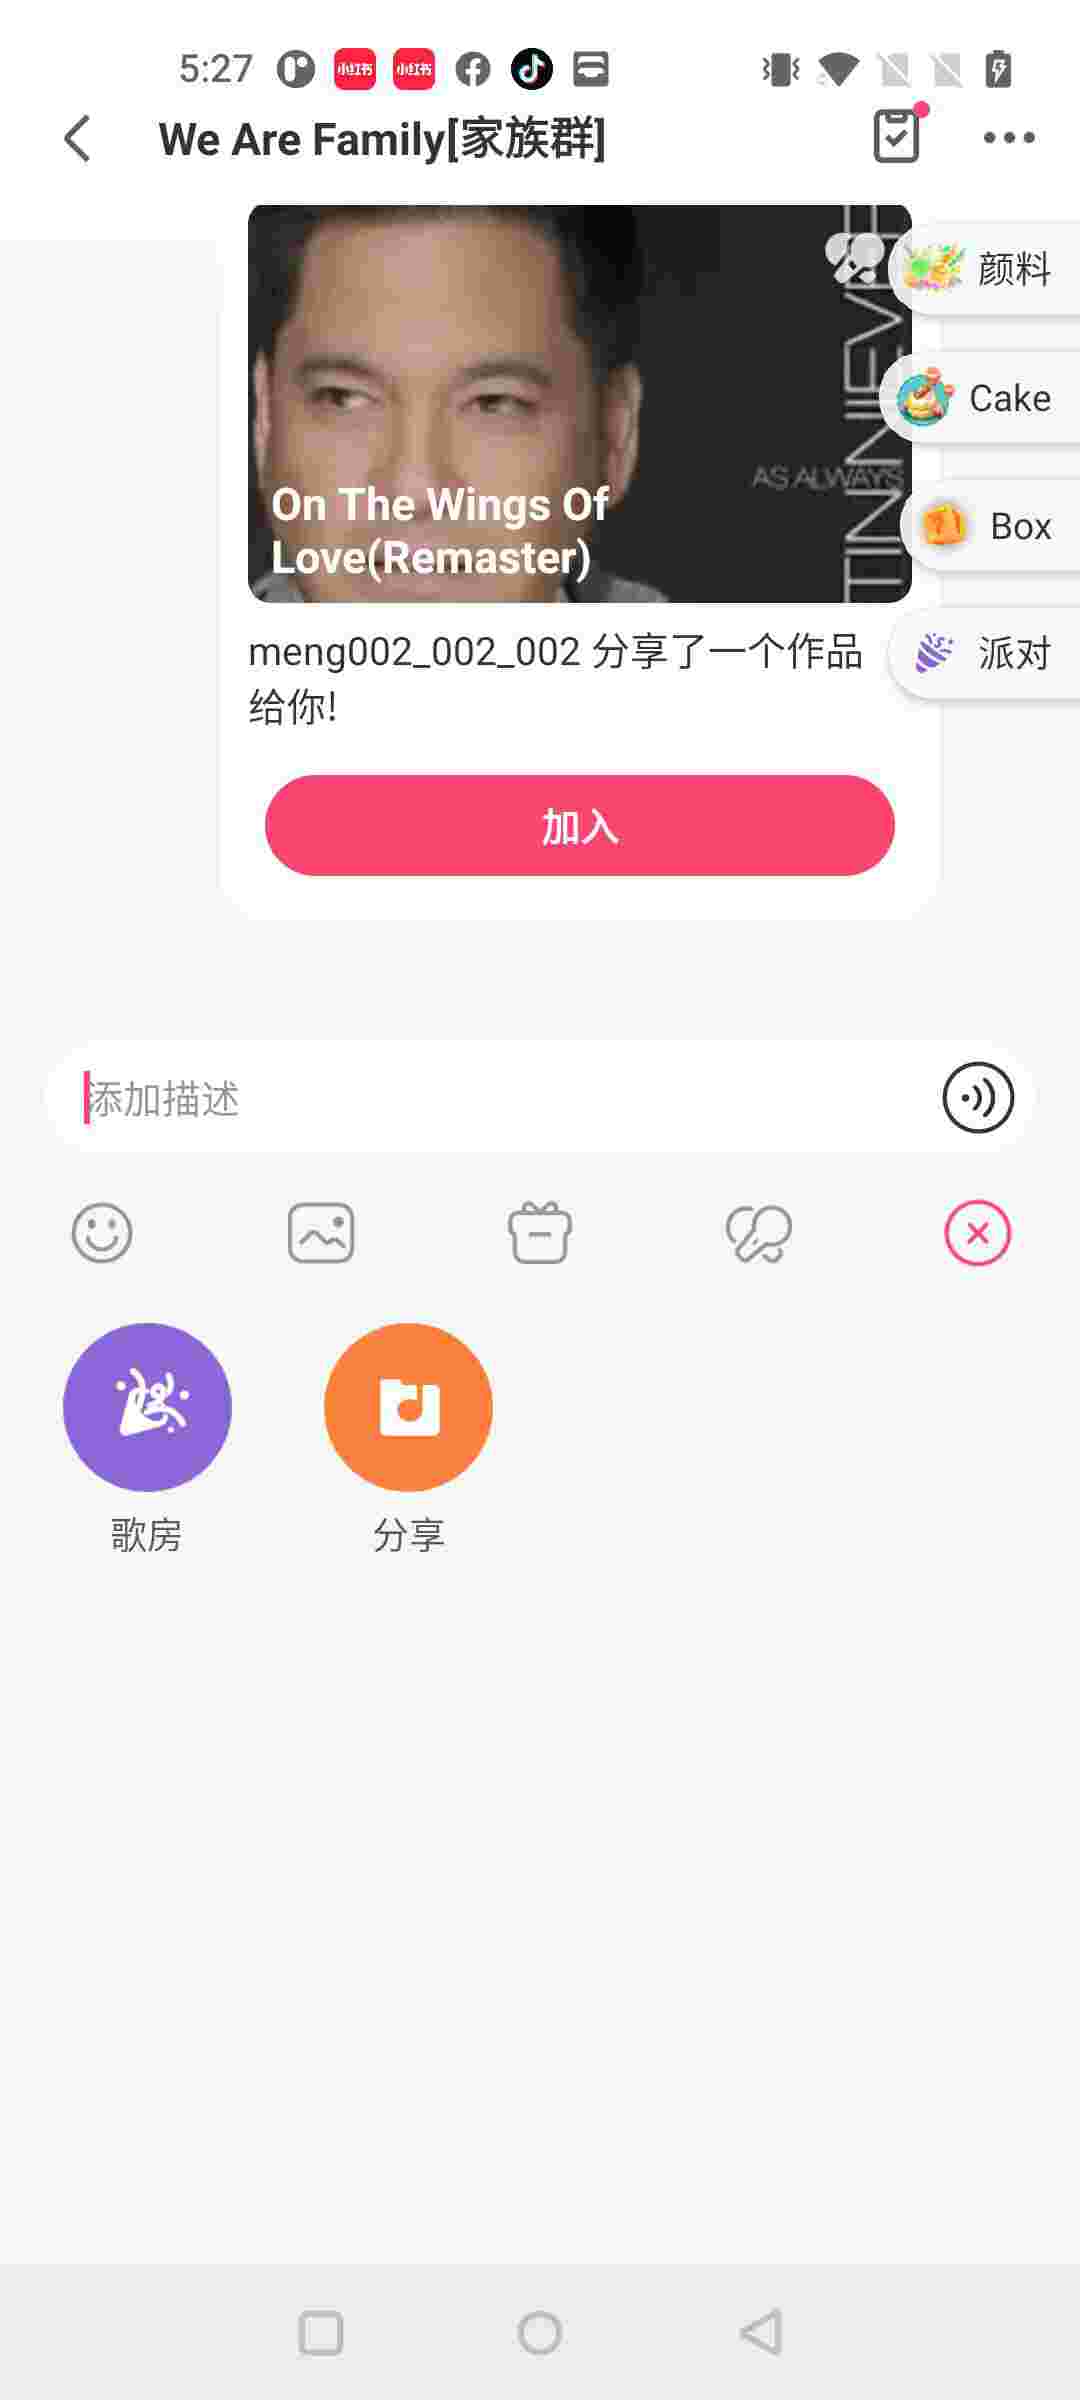 5:27
小红书
小红书
We Are Family[家族群]
颜料
Cake
Box
派对
AS ALWAYS
On The Wings Of
Love(Remaster)
meng002_002_002 分享了一个作品
给你!
加入
添加描述
歌房
分享